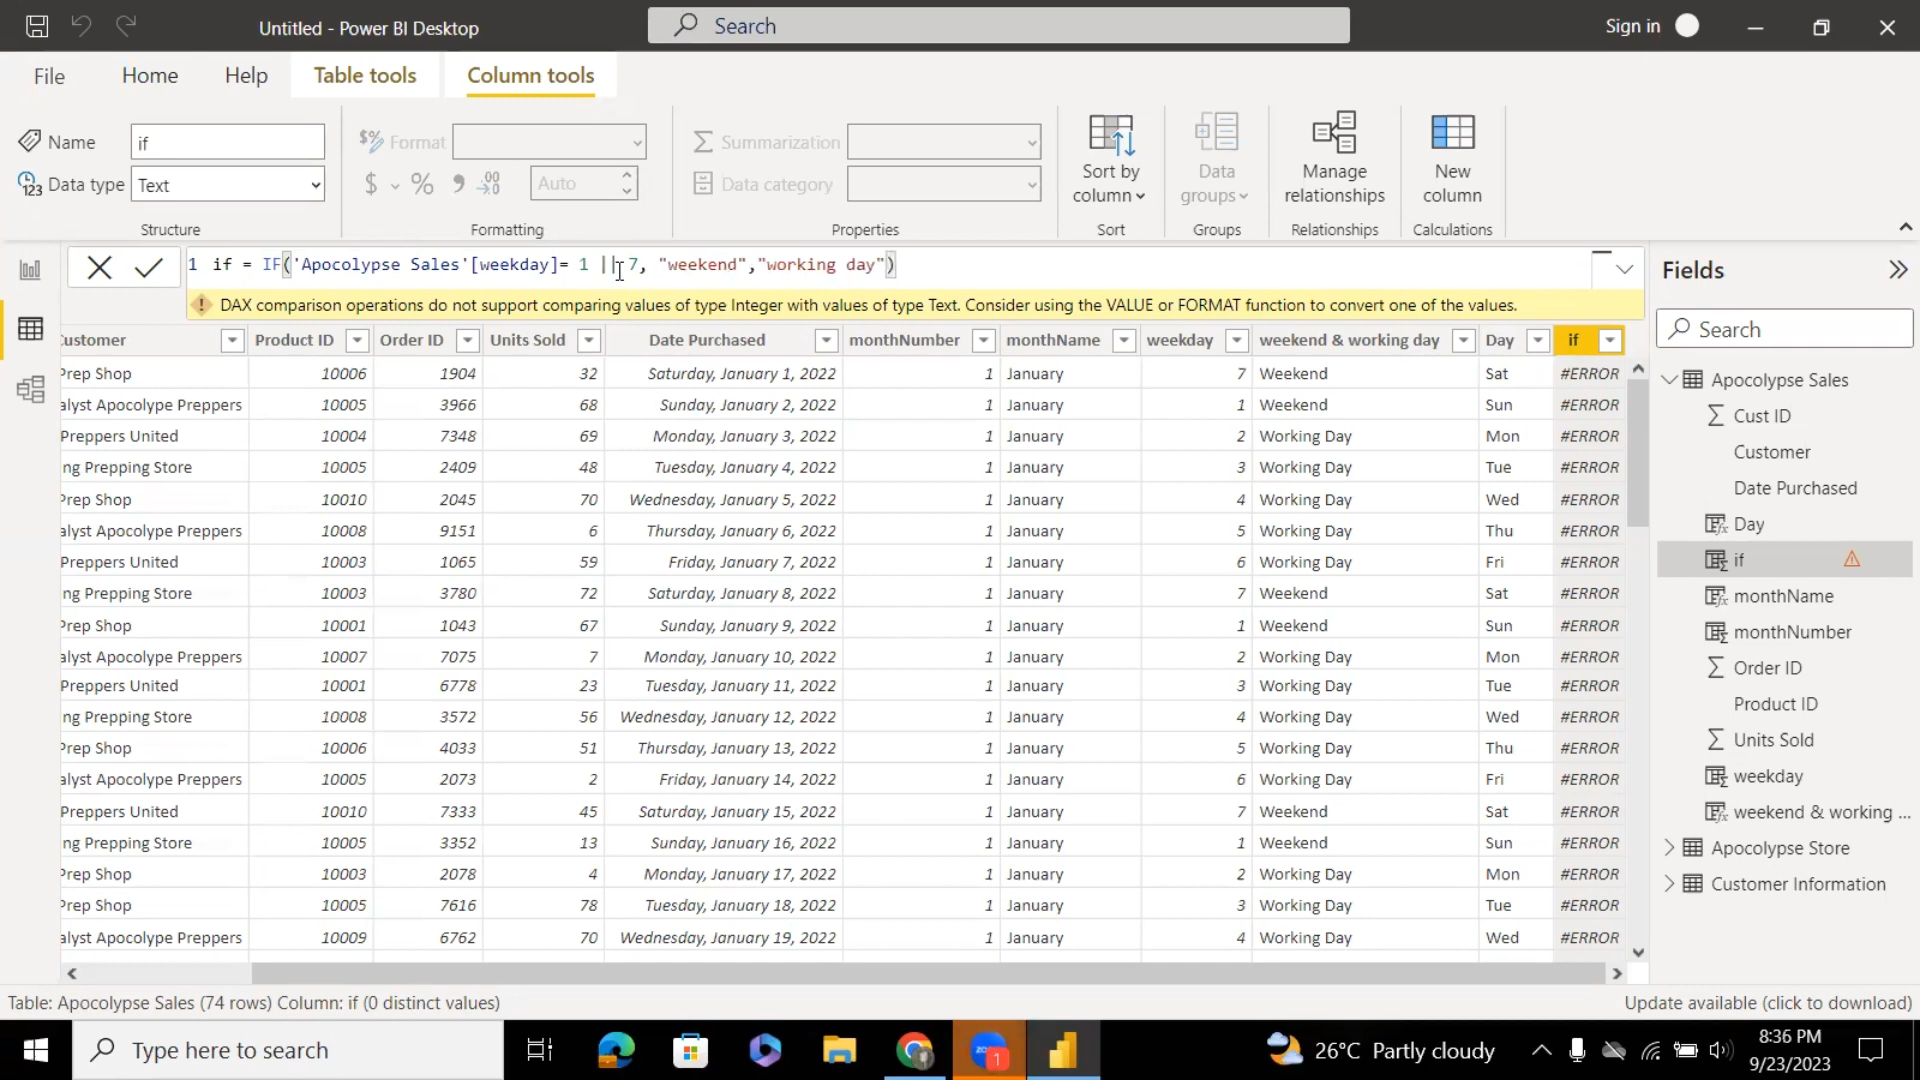 Untitled - Power BI Desktop
Search
Sign in
File
Home
Help
Table tools
Column tools
Name
if
Data type
Text
Structure
$% Format
$ % 9 .00
Auto
Formatting
Summarization
Data category
Properties
Sort by
column
Sort
Data
groups
Groups
Manage
relationships
Relationships
New
column
Calculations
1 if = IF('Apocolypse Sales'[weekday]= 1 || 7, "weekend","working day")
DAX comparison operations do not support comparing values of type Integer with values of type Text. Consider using the VALUE or FORMAT function to convert one of the values.
Customer Product ID Order ID Units Sold Date Purchased monthNumber monthName weekday weekend & working day Day if
Prep Shop 10006 1904 32 Saturday, January 1, 2022 1 January 7 Weekend Sat #ERROR
alyst Apocolype Preppers 10005 3966 68 Sunday, January 2, 2022 1 January 1 Weekend Sun #ERROR
Preppers United 10004 7348 69 Monday, January 3, 2022 1 January 2 Working Day Mon #ERROR
ng Prepping Store 10005 2409 48 Tuesday, January 4, 2022 1 January 3 Working Day Tue #ERROR
Prep Shop 10010 2045 70 Wednesday, January 5, 2022 1 January 4 Working Day Wed #ERROR
alyst Apocolype Preppers 10008 9151 6 Thursday, January 6, 2022 1 January 5 Working Day Thu #ERROR
Preppers United 10003 1065 59 Friday, January 7, 2022 1 January 6 Working Day Fri #ERROR
ng Prepping Store 10003 3780 72 Saturday, January 8, 2022 1 January 7 Weekend Sat #ERROR
Prep Shop 10001 1043 67 Sunday, January 9, 2022 1 January 1 Weekend Sun #ERROR
alyst Apocolype Preppers 10007 7075 7 Monday, January 10, 2022 1 January 2 Working Day Mon #ERROR
Preppers United 10001 6778 23 Tuesday, January 11, 2022 1 January 3 Working Day Tue #ERROR
ng Prepping Store 10008 3572 56 Wednesday, January 12, 2022 1 January 4 Working Day Wed #ERROR
Prep Shop 10006 4033 51 Thursday, January 13, 2022 1 January 5 Working Day Thu #ERROR
alyst Apocolype Preppers 10005 2073 2 Friday, January 14, 2022 1 January 6 Working Day Fri #ERROR
Preppers United 10010 7333 45 Saturday, January 15, 2022 1 January 7 Weekend Sat #ERROR
ng Prepping Store 10005 3352 13 Sunday, January 16, 2022 1 January 1 Weekend Sun #ERROR
Prep Shop 10003 2078 4 Monday, January 17, 2022 1 January 2 Working Day Mon #ERROR
Prep Shop 10005 7616 78 Tuesday, January 18, 2022 1 January 3 Working Day Tue #ERROR
alyst Apocolype Preppers 10009 6762 70 Wednesday, January 19, 2022 1 January 4 Working Day Wed #ERROR
Fields
Search
Apocolypse Sales
Cust ID
Customer
Date Purchased
Day
if
monthName
monthNumber
Order ID
Product ID
Units Sold
weekday
weekend & working ...
Apocolypse Store
Customer Information
Table: Apocolypse Sales (74 rows) Column: if (0 distinct values)
Update available (click to download)
Type here to search
1
26°C Partly cloudy
8:36 PM
9/23/2023